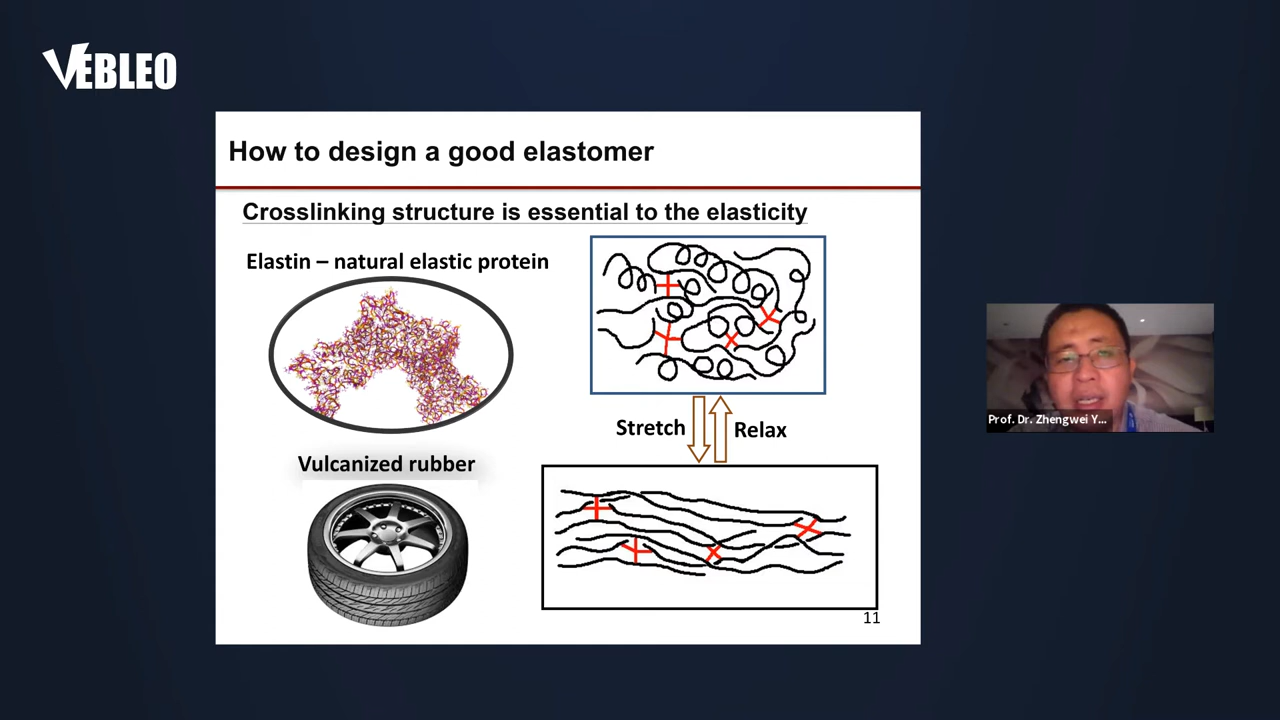 VEBLEO
How to design a good elastomer
Crosslinking structure is essential to the elasticity
Elastin – natural elastic protein
Stretch
Relax
Vulcanized rubber
11
Prof. Dr. Zhengwei Y...